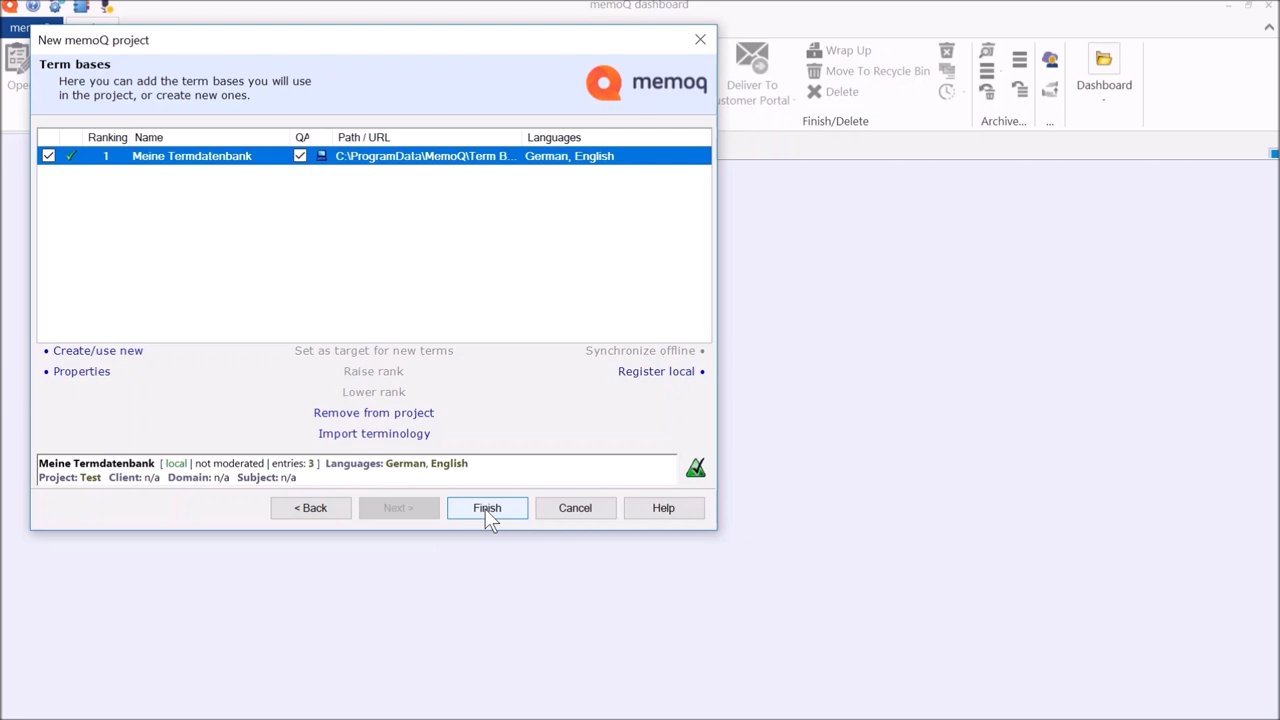 memoQ dashboard
New memoQ project
Term bases
Here you can add the term bases you will use
in the project, or create new ones.
memoq
Ranking Name QA Path / URL Languages
1 Meine Termdatenbank C:\ProgramData\MemoQ\Term B... German, English
• Create/use new Set as target for new terms Synchronize offline •
• Properties Raise rank Register local •
Lower rank
Remove from project
Import terminology
Meine Termdatenbank [ local | not moderated | entries: 3 ] Languages: German, English
Project: Test Client: n/a Domain: n/a Subject: n/a
< Back Next > Finish Cancel Help
Deliver To
Wrap Up
Move To Recycle Bin
Delete
Finish/Delete
Archive...
...
Dashboard